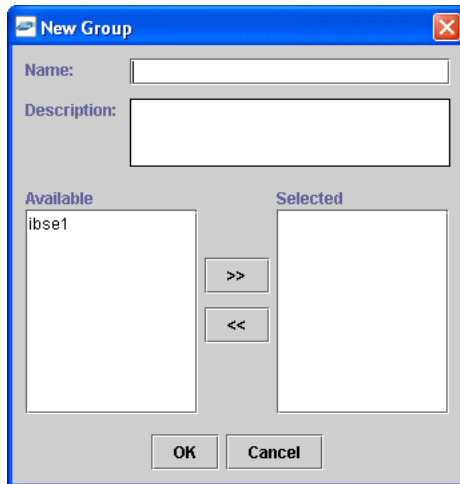 New Group
Name:
Description:
Available
Selected
ibse1
>>
<<
OK
Cancel